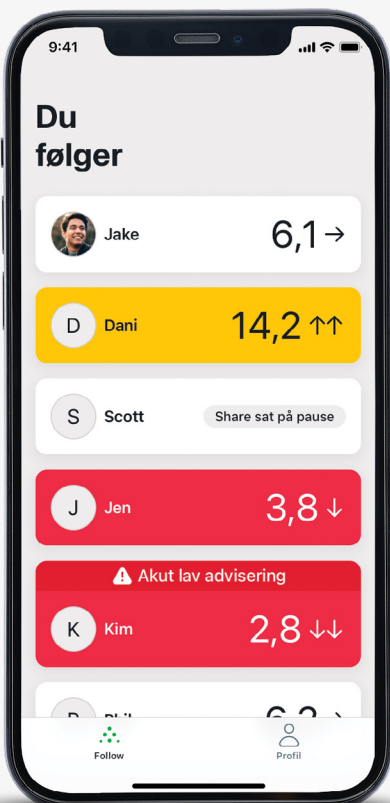 9:41
Du
følger
Jake
6,1 →
D
Dani
14,2 ↑↑
S
Scott
Share sat på pause
J
Jen
3,8 ↓
Akut lav advisering
K
Kim
2,8 ↓↓
Follow
Profil